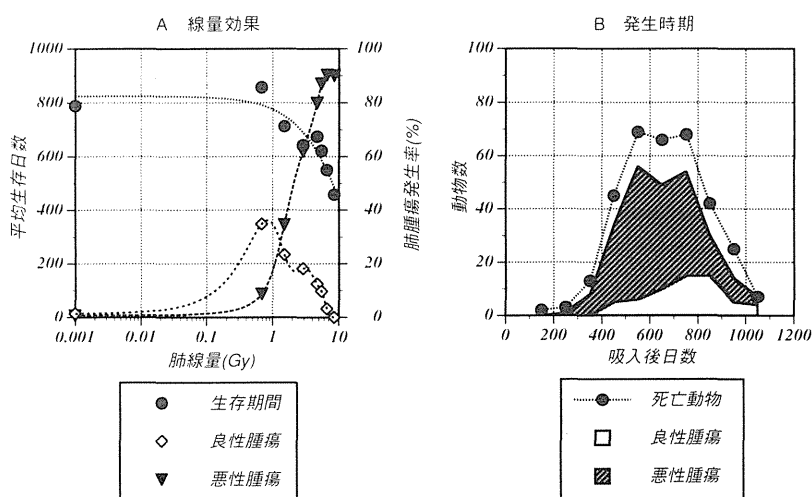 A 線量効果
1000
800
600
400
200
0
平均生存日数
100
80
60
40
20
0
肺腫瘍発生率(%)
0.001
0.01
0.1
1
10
肺線量(Gy)
生存期間
良性腫瘍
悪性腫瘍
B 発生時期
100
80
60
40
20
0
動物数
0
200
400
600
800
1000
1200
吸入後日数
死亡動物
良性腫瘍
悪性腫瘍